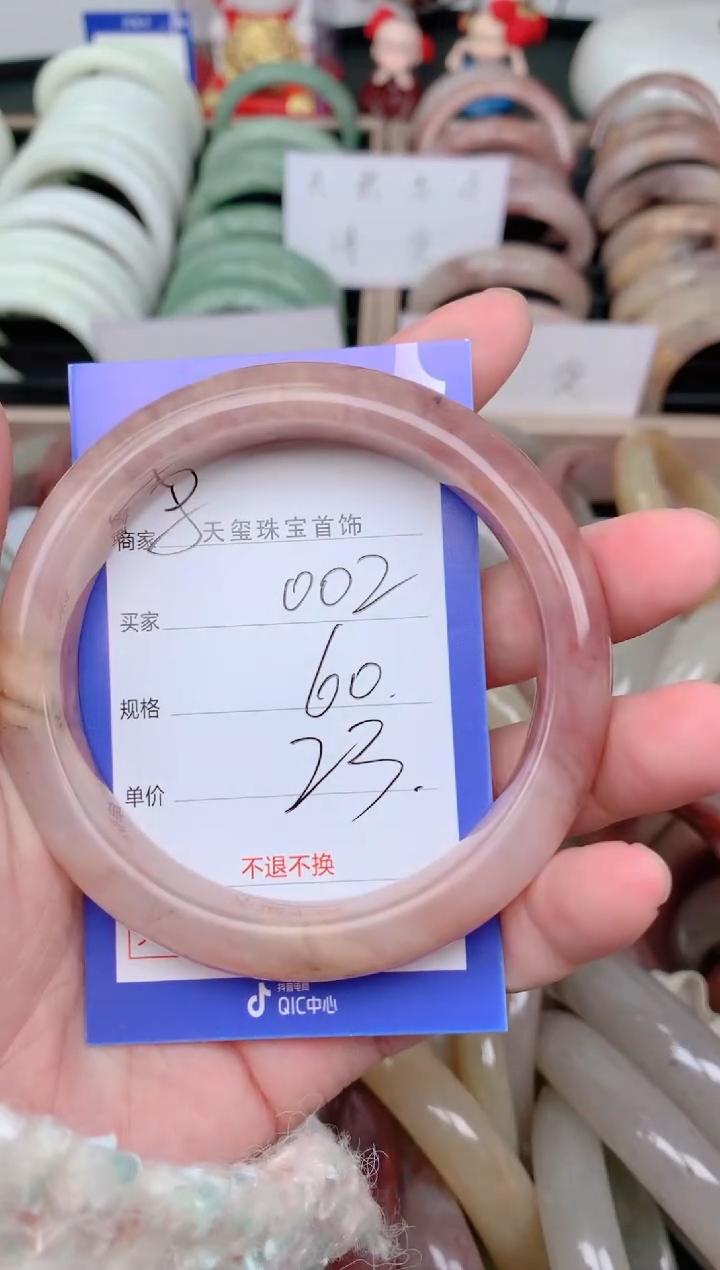 商家 天玺珠宝首饰
买家 002
规格 60.
单价 23.
不退不换
抖音电商
QIC中心